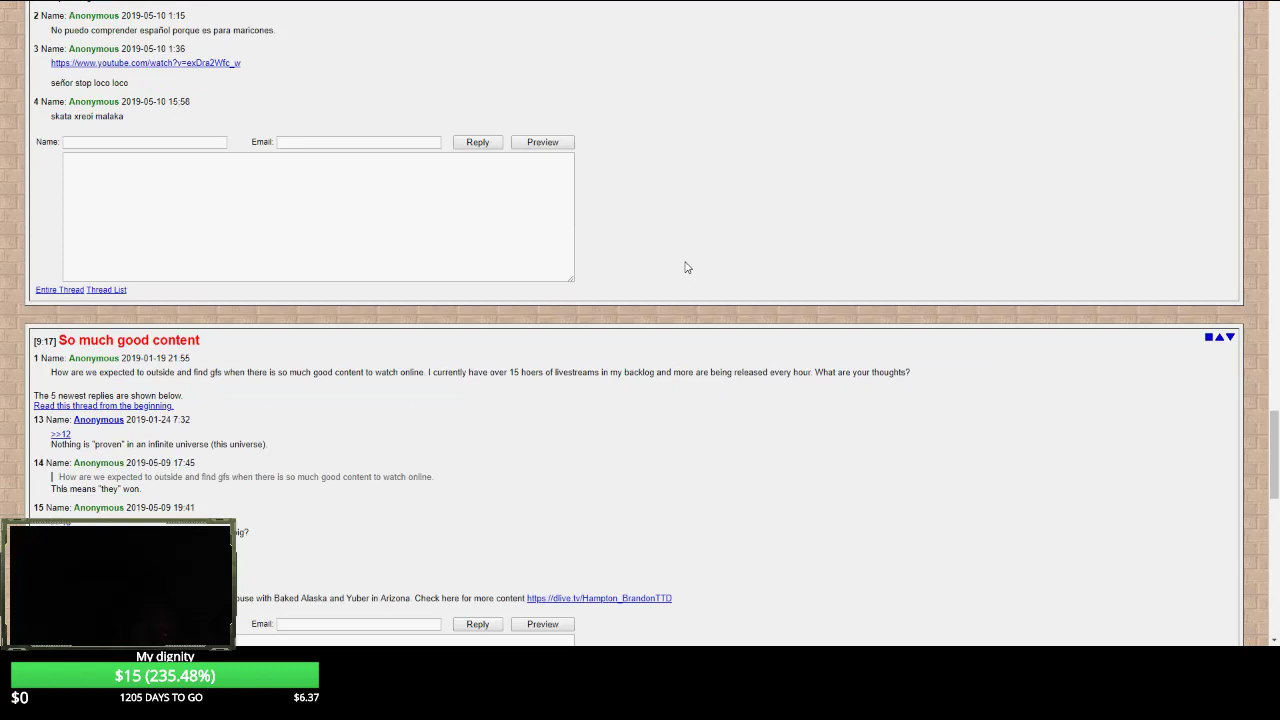 2 Name: Anonymous 2019-05-10 1:15
No puedo comprender español porque es para maricones.
3 Name: Anonymous 2019-05-10 1:36
https://www.youtube.com/watch?v=exDra2Wfc_w
señor stop loco loco
4 Name: Anonymous 2019-05-10 15:58
skata xreoi malaka
Name: Email: Reply Preview
Entire Thread Thread List
[9:17] So much good content
1 Name: Anonymous 2019-01-19 21:55
How are we expected to outside and find gfs when there is so much good content to watch online. I currently have over 15 hoers of livestreams in my backlog and more are being released every hour. What are your thoughts?
The 5 newest replies are shown below.
Read this thread from the beginning.
13 Name: Anonymous 2019-01-24 7:32
>>12
Nothing is "proven" in an infinite universe (this universe).
14 Name: Anonymous 2019-05-09 17:45
How are we expected to outside and find gfs when there is so much good content to watch online.
This means "they" won.
15 Name: Anonymous 2019-05-09 19:41
with Baked Alaska and Yuber in Arizona. Check here for more content https://dlive.tv/Hampton_BrandonTTD
Email: Reply Preview
My dignity
$15 (235.48%)
$0 1205 DAYS TO GO $6.37